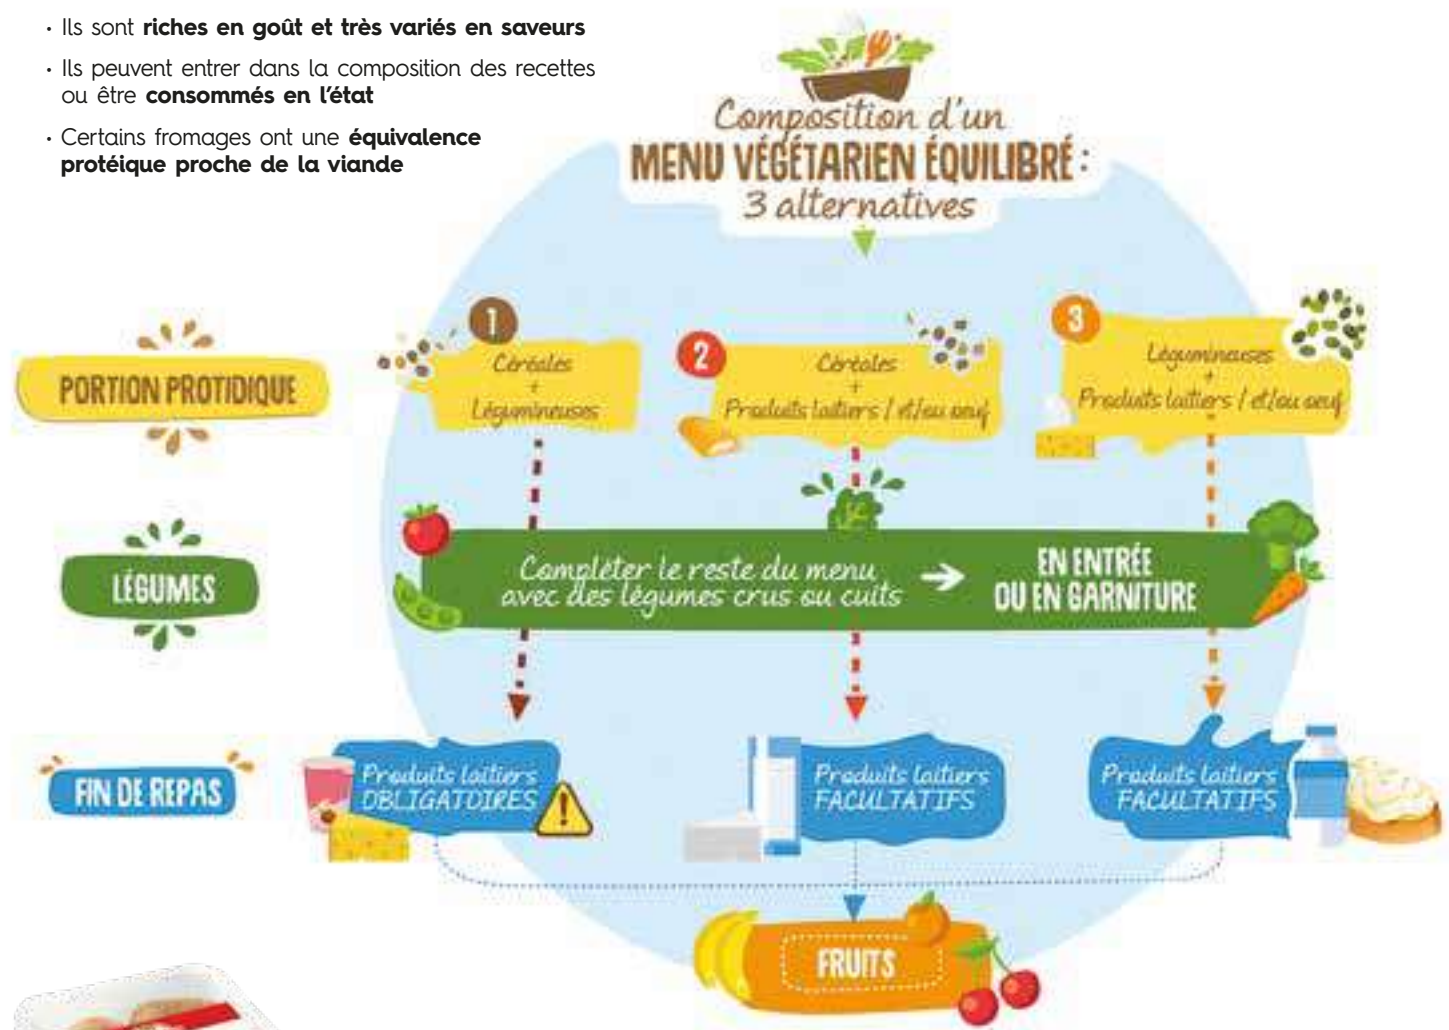 • Ils sont riches en goût et très variés en saveurs
• Ils peuvent entrer dans la composition des recettes
ou être consommés en l'état
• Certains fromages ont une équivalence
protéique proche de la viande
Composition d'un
MENU VÉGÉTARIEN ÉQUILIBRÉ :
3 alternatives
PORTION PROTIDIQUE
1
Céréales
+
Légumineuses
2
Céréales
+
Produits laitiers / et/ou oeuf
3
Légumineuses
+
Produits laitiers / et/ou oeuf
LÉGUMES
Compléter le reste du menu
avec des légumes crus ou cuits
EN ENTRÉE
OU EN GARNITURE
FIN DE REPAS
Produits laitiers
OBLIGATOIRES
Produits laitiers
FACULTATIFS
Produits laitiers
FACULTATIFS
FRUITS